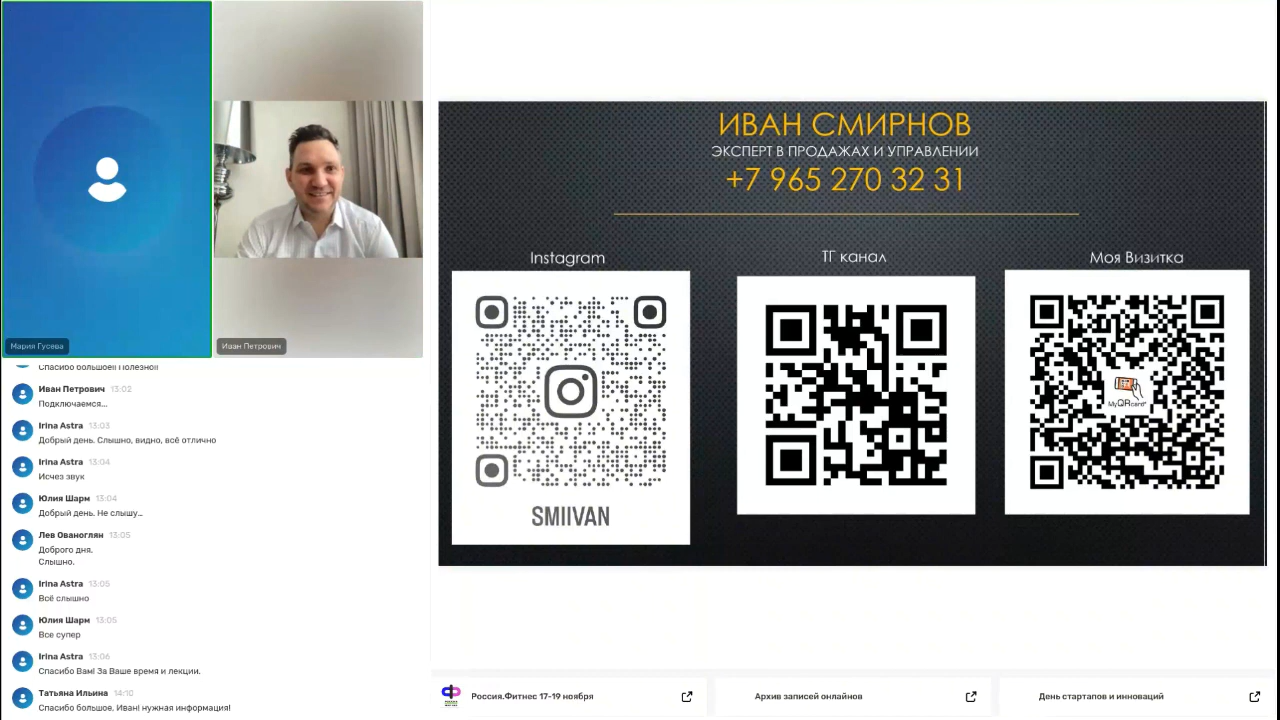 Мария Гусева
Иван Петрович
Спасибо большое!! Полезно!!
Иван Петрович 13:02
Подключаемся...
Irina Astra 13:03
Добрый день. Слышно, видно, всё отлично
Irina Astra 13:04
Исчез звук
Юлия Шарм 13:04
Добрый день. Не слышу...
Лев Ованоглян 13:05
Доброго дня.
Слышно.
Irina Astra 13:05
Всё слышно
Юлия Шарм 13:05
Все супер
Irina Astra 13:06
Спасибо Вам! За Ваше время и лекции.
Татьяна Ильина 14:10
Спасибо большое, Иван! нужная информация!
ИВАН СМИРНОВ
ЭКСПЕРТ В ПРОДАЖАХ И УПРАВЛЕНИИ
+7 965 270 32 31
Instagram
ТГ канал
Моя Визитка
MyQRcard
SMIIVAN
Россия.Фитнес 17-19 ноября
Архив записей онлайнов
День стартапов и инноваций